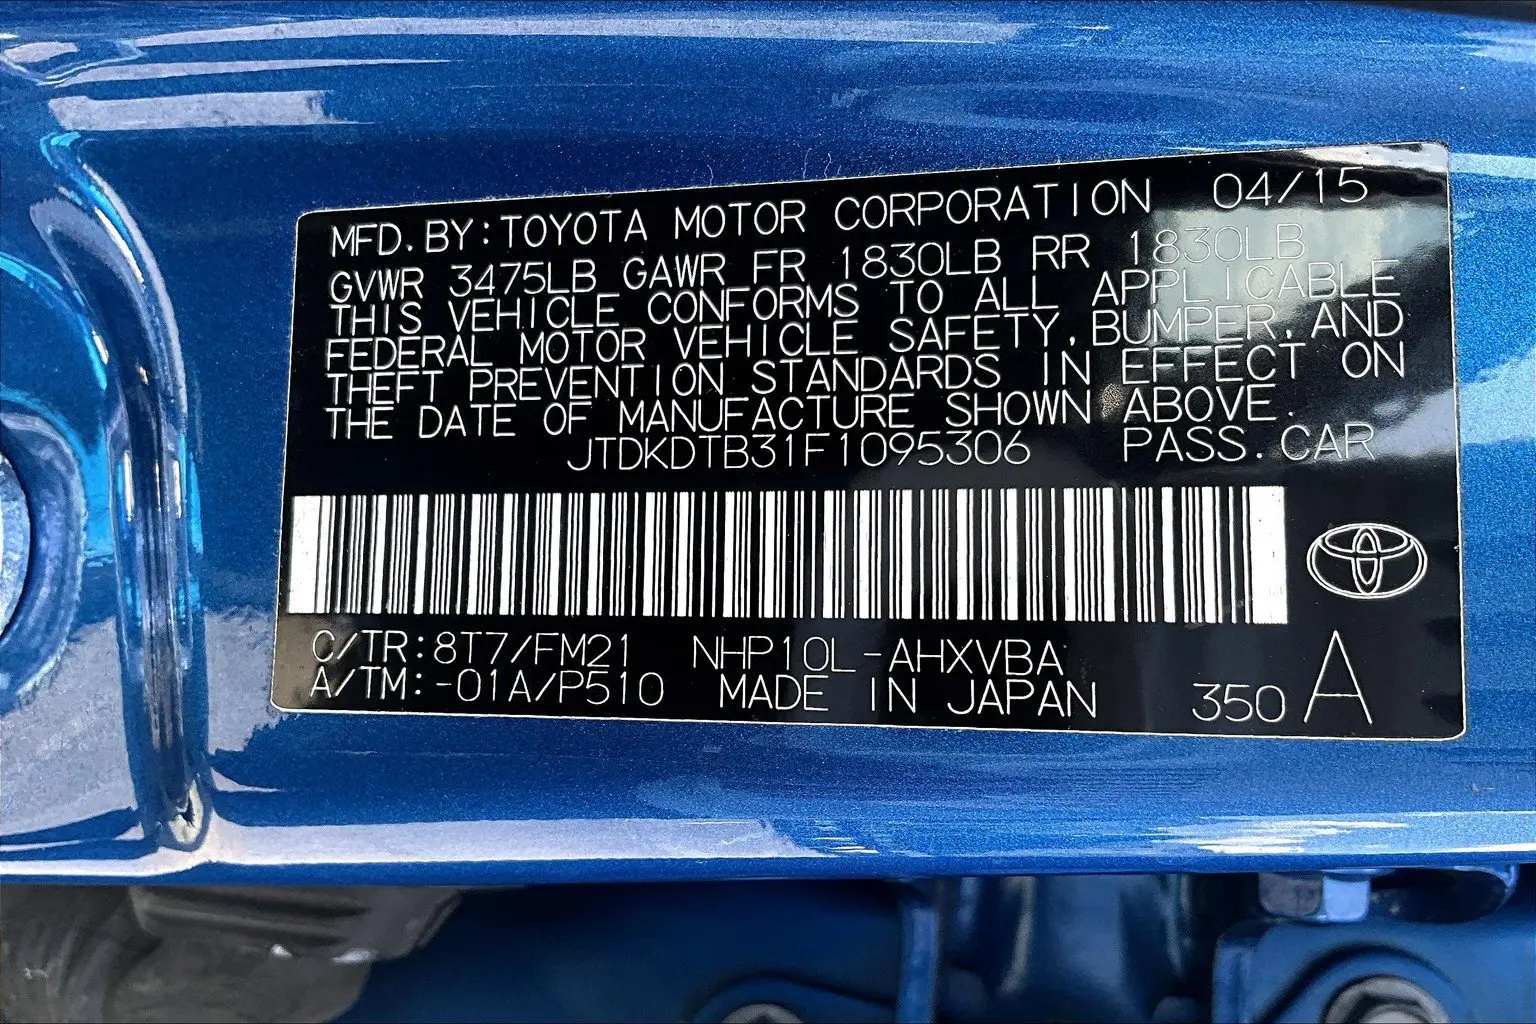 MFD. BY: TOYOTA MOTOR CORPORATION 04/15
GVWR 3475LB GAWR FR 1830LB RR 1830LB
THIS VEHICLE CONFORMS TO ALL APPLICABLE
FEDERAL MOTOR VEHICLE SAFETY, BUMPER, AND
THEFT PREVENTION STANDARDS IN EFFECT ON
THE DATE OF MANUFACTURE SHOWN ABOVE.
JTDKDTB31F1095306 PASS. CAR
C/TR: 8T7/FM21 NHP10L-AHXVBA
A/TM: -01A/P510 MADE IN JAPAN 350 A